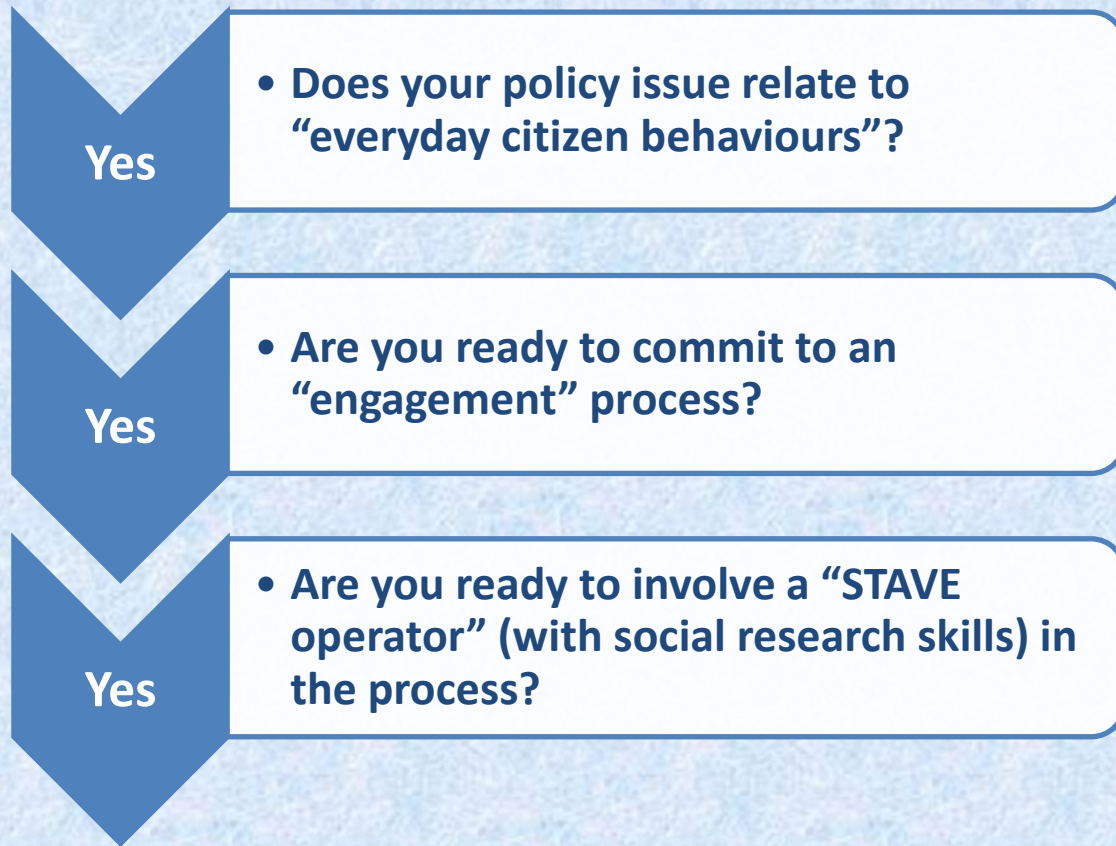 Yes
• Does your policy issue relate to
“everyday citizen behaviours”?
Yes
• Are you ready to commit to an
“engagement” process?
Yes
• Are you ready to involve a “STAVE
operator” (with social research skills) in
the process?